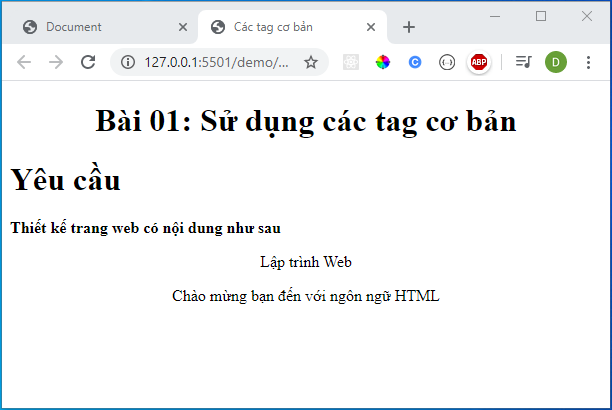 Document
Các tag cơ bản
127.0.0.1:5501/demo/...
C
ABP
D
Bài 01: Sử dụng các tag cơ bản
Yêu cầu
Thiết kế trang web có nội dung như sau
Lập trình Web
Chào mừng bạn đến với ngôn ngữ HTML